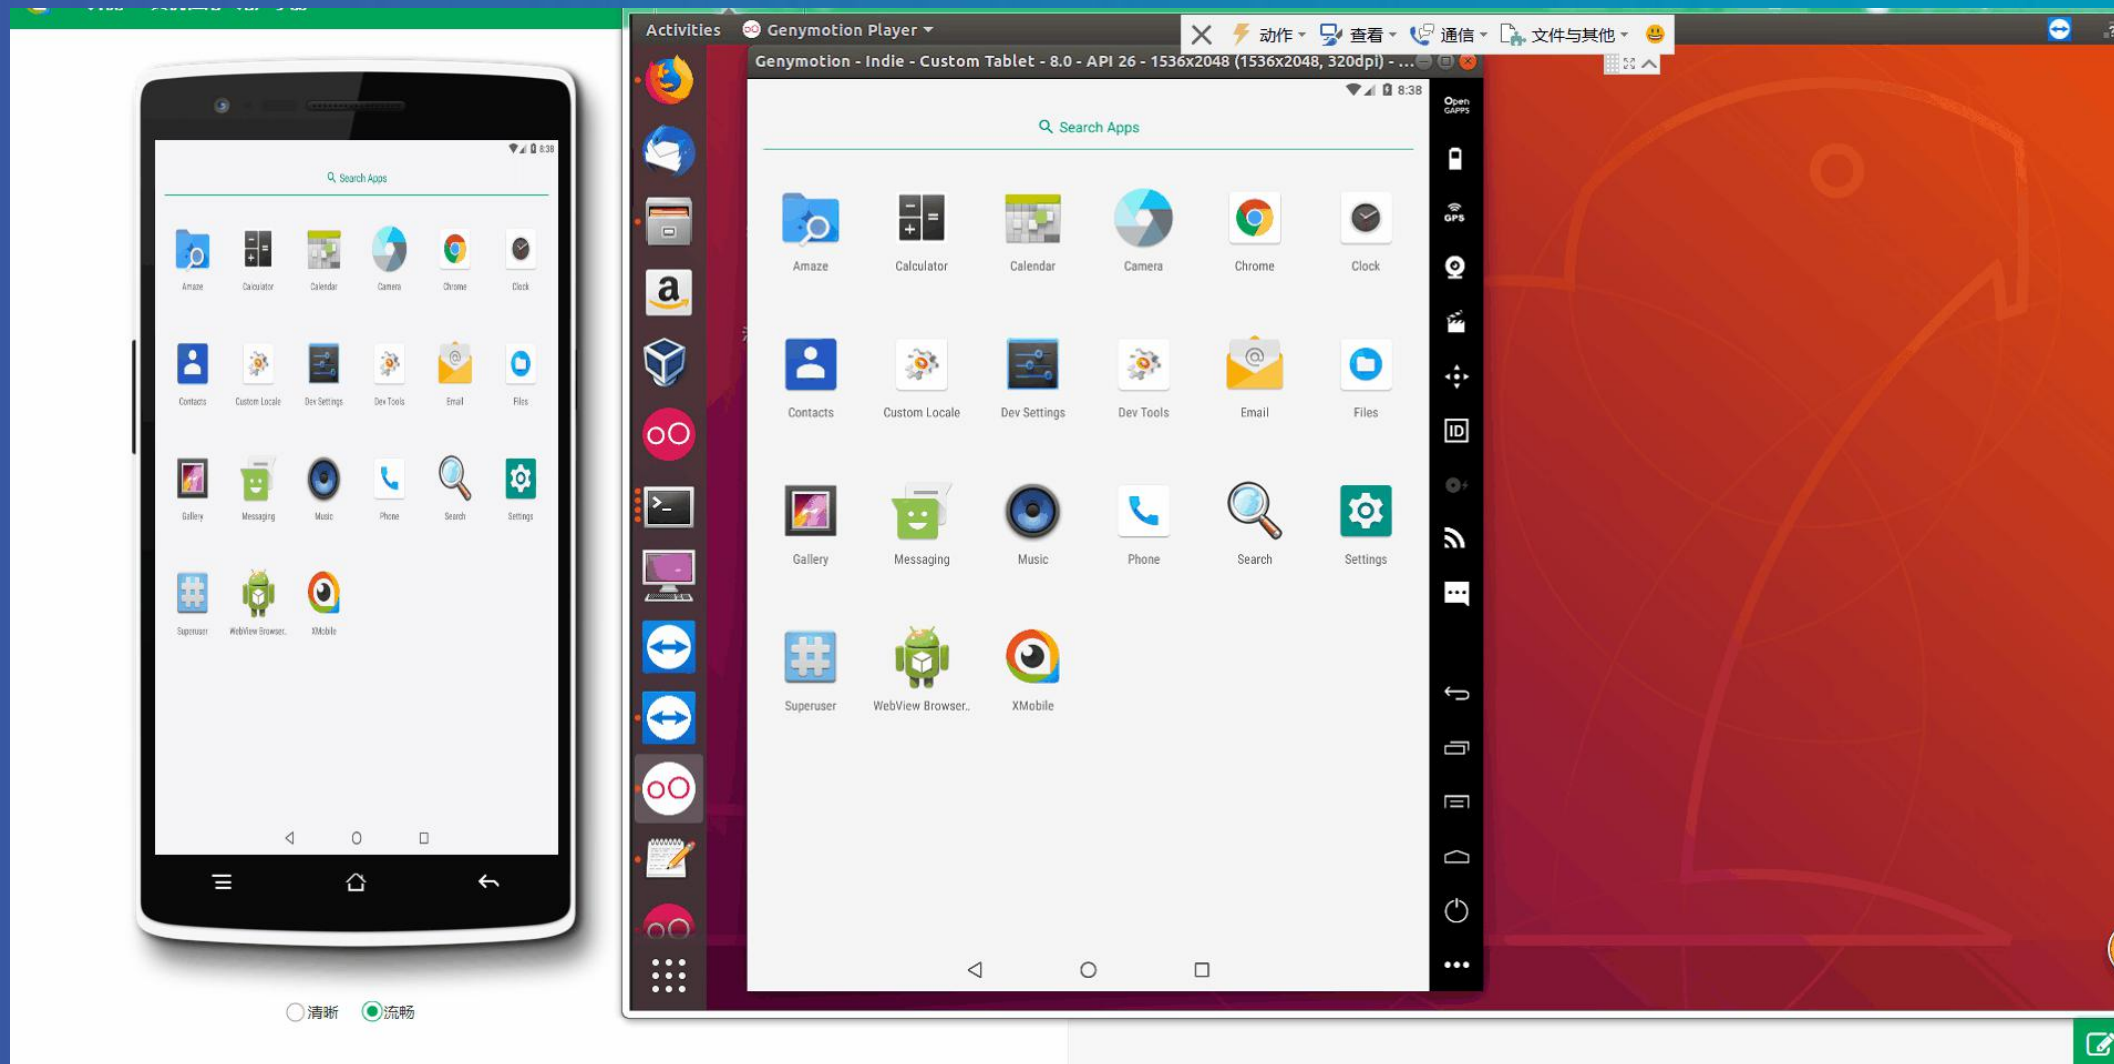 8:38
Search Apps
Amaze Calculator Calendar Camera Chrome Clock
Contacts Custom Locale Dev Settings Dev Tools Email Files
Gallery Messaging Music Phone Search Settings
Superuser WebView Browser.. XMobile
清晰 流畅
Activities Genymotion Player
动作 查看 通信 文件与其他
Genymotion - Indie - Custom Tablet - 8.0 - API 26 - 1536x2048 (1536x2048, 320dpi) - ...
8:38
Search Apps
Amaze Calculator Calendar Camera Chrome Clock
Contacts Custom Locale Dev Settings Dev Tools Email Files
Gallery Messaging Music Phone Search Settings
Superuser WebView Browser.. XMobile
Open
GAPPS
GPS
ID